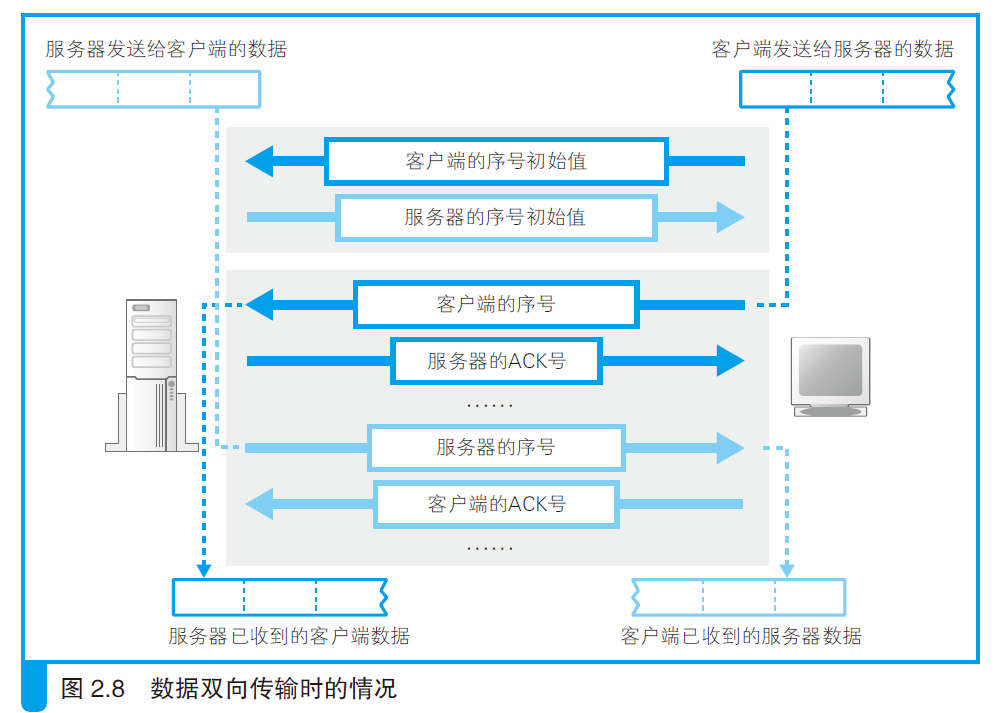 服务器发送给客户端的数据
客户端发送给服务器的数据
客户端的序号初始值
服务器的序号初始值
客户端的序号
服务器的ACK号
······
服务器的序号
客户端的ACK号
······
服务器已收到的客户端数据
客户端已收到的服务器数据
图 2.8 数据双向传输时的情况